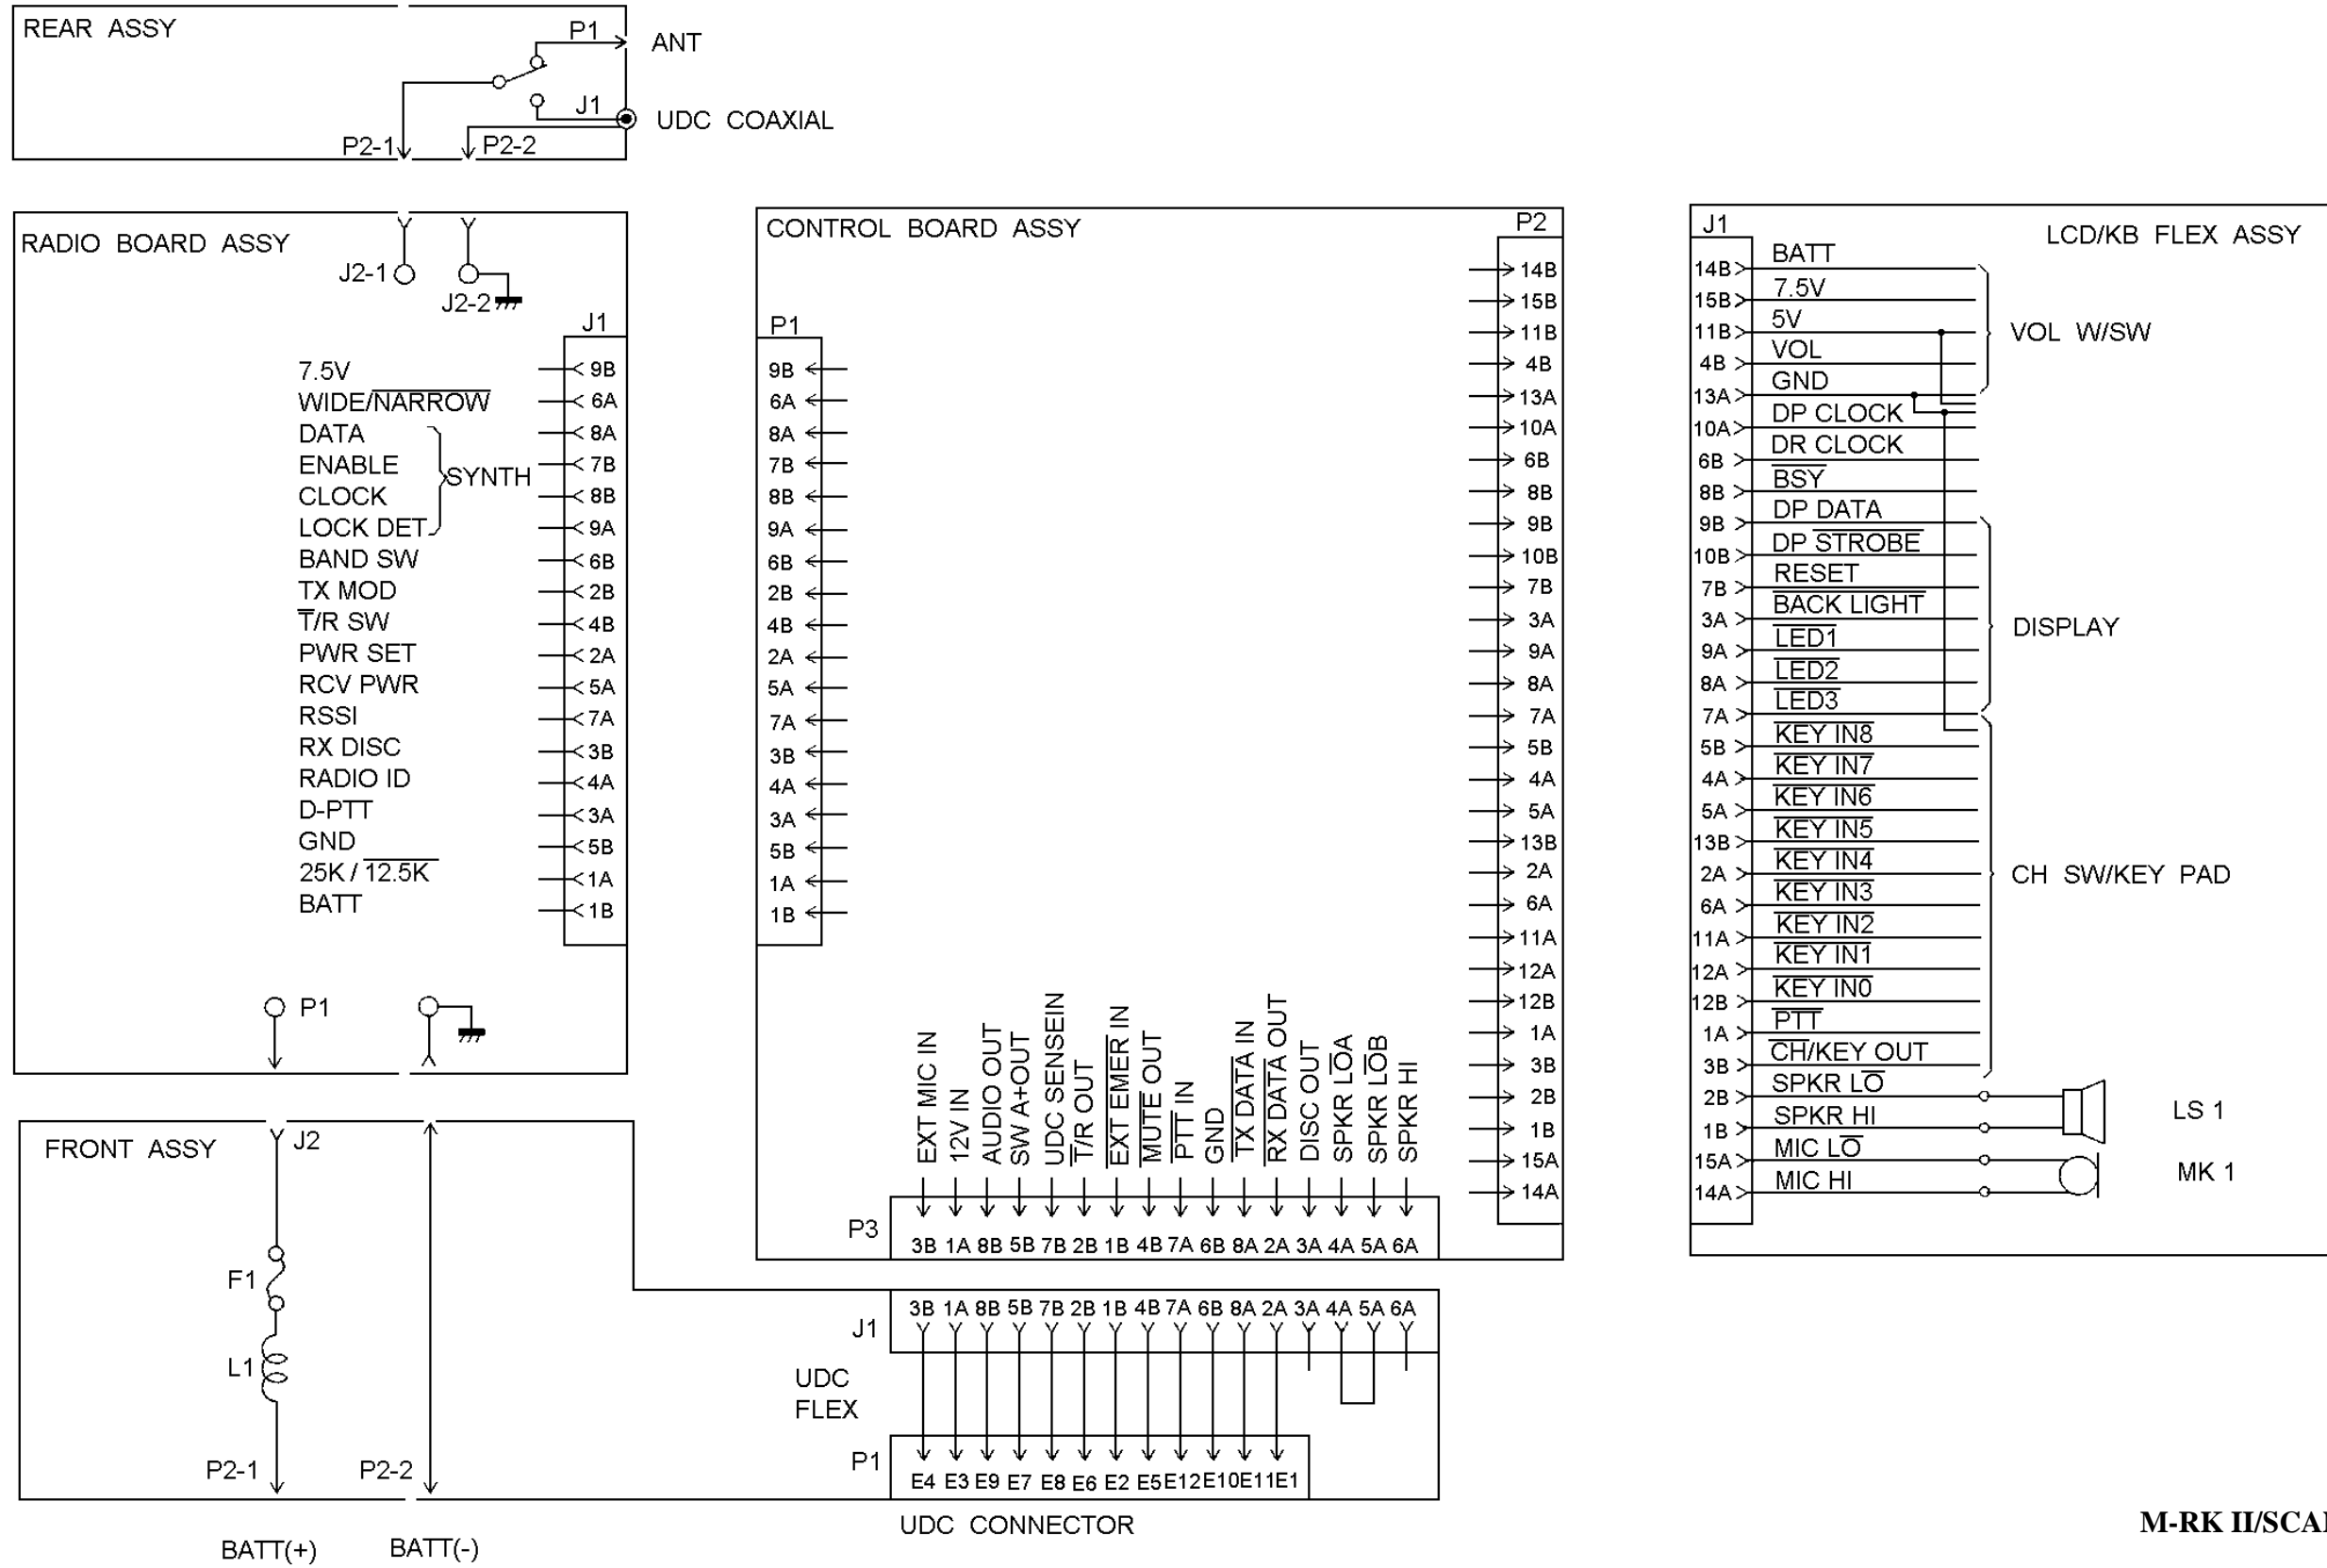 REAR ASSY
P1
ANT
J1
UDC COAXIAL
P2-1
P2-2
RADIO BOARD ASSY
J2-1
J2-2
J1
7.5V
9B
WIDE/NARROW
6A
DATA
8A
ENABLE
7B
SYNTH
CLOCK
8B
LOCK DET
9A
BAND SW
6B
TX MOD
2B
T/R SW
4B
PWR SET
2A
RCV PWR
5A
RSSI
7A
RX DISC
3B
RADIO ID
4A
D-PTT
3A
GND
5B
25K / 12.5K
1A
BATT
1B
P1
CONTROL BOARD ASSY
P1
9B
6A
8A
7B
8B
9A
6B
2B
4B
2A
5A
7A
3B
4A
3A
5B
1A
1B
P2
14B
15B
11B
4B
13A
10A
6B
8B
9B
10B
7B
3A
9A
8A
7A
5B
4A
5A
13B
2A
6A
11A
12A
12B
1A
3B
2B
1B
15A
14A
EXT MIC IN
12V IN
AUDIO OUT
SW A+OUT
UDC SENSEIN
T/R OUT
EXT EMER IN
MUTE OUT
PTT IN
GND
TX DATA IN
RX DATA OUT
DISC OUT
SPKR LOA
SPKR LOB
SPKR HI
P3
3B 1A 8B 5B 7B 2B 1B 4B 7A 6B 8A 2A 3A 4A 5A 6A
J1
LCD/KB FLEX ASSY
14B BATT
15B 7.5V
11B 5V
4B VOL
13A GND
VOL W/SW
10A DP CLOCK
6B DR CLOCK
8B BSY
9B DP DATA
10B DP STROBE
7B RESET
3A BACK LIGHT
DISPLAY
9A LED1
8A LED2
7A LED3
5B KEY IN8
4A KEY IN7
5A KEY IN6
13B KEY IN5
2A KEY IN4
CH SW/KEY PAD
6A KEY IN3
11A KEY IN2
12A KEY IN1
12B KEY IN0
1A PTT
3B CH/KEY OUT
2B SPKR LO
LS 1
1B SPKR HI
15A MIC LO
MK 1
14A MIC HI
FRONT ASSY
J2
F1
L1
P2-1
P2-2
BATT(+)
BATT(-)
J1
3B 1A 8B 5B 7B 2B 1B 4B 7A 6B 8A 2A 3A 4A 5A 6A
UDC
FLEX
P1
E4 E3 E9 E7 E8 E6 E2 E5 E12 E10 E11 E1
UDC CONNECTOR
M-RK II/SCA